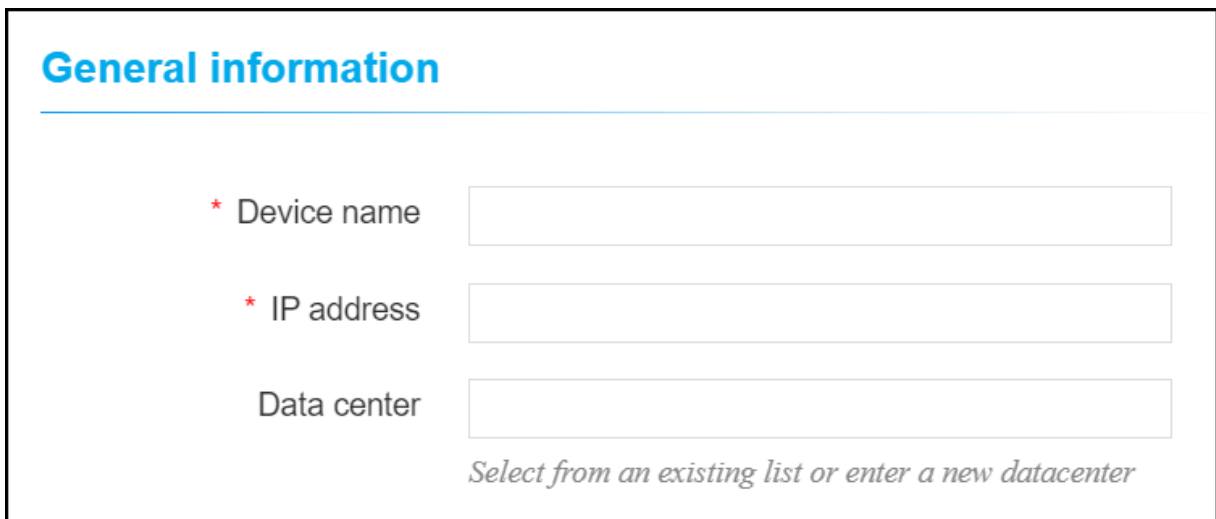 General information
* Device name
* IP address
Data center
Select from an existing list or enter a new datacenter